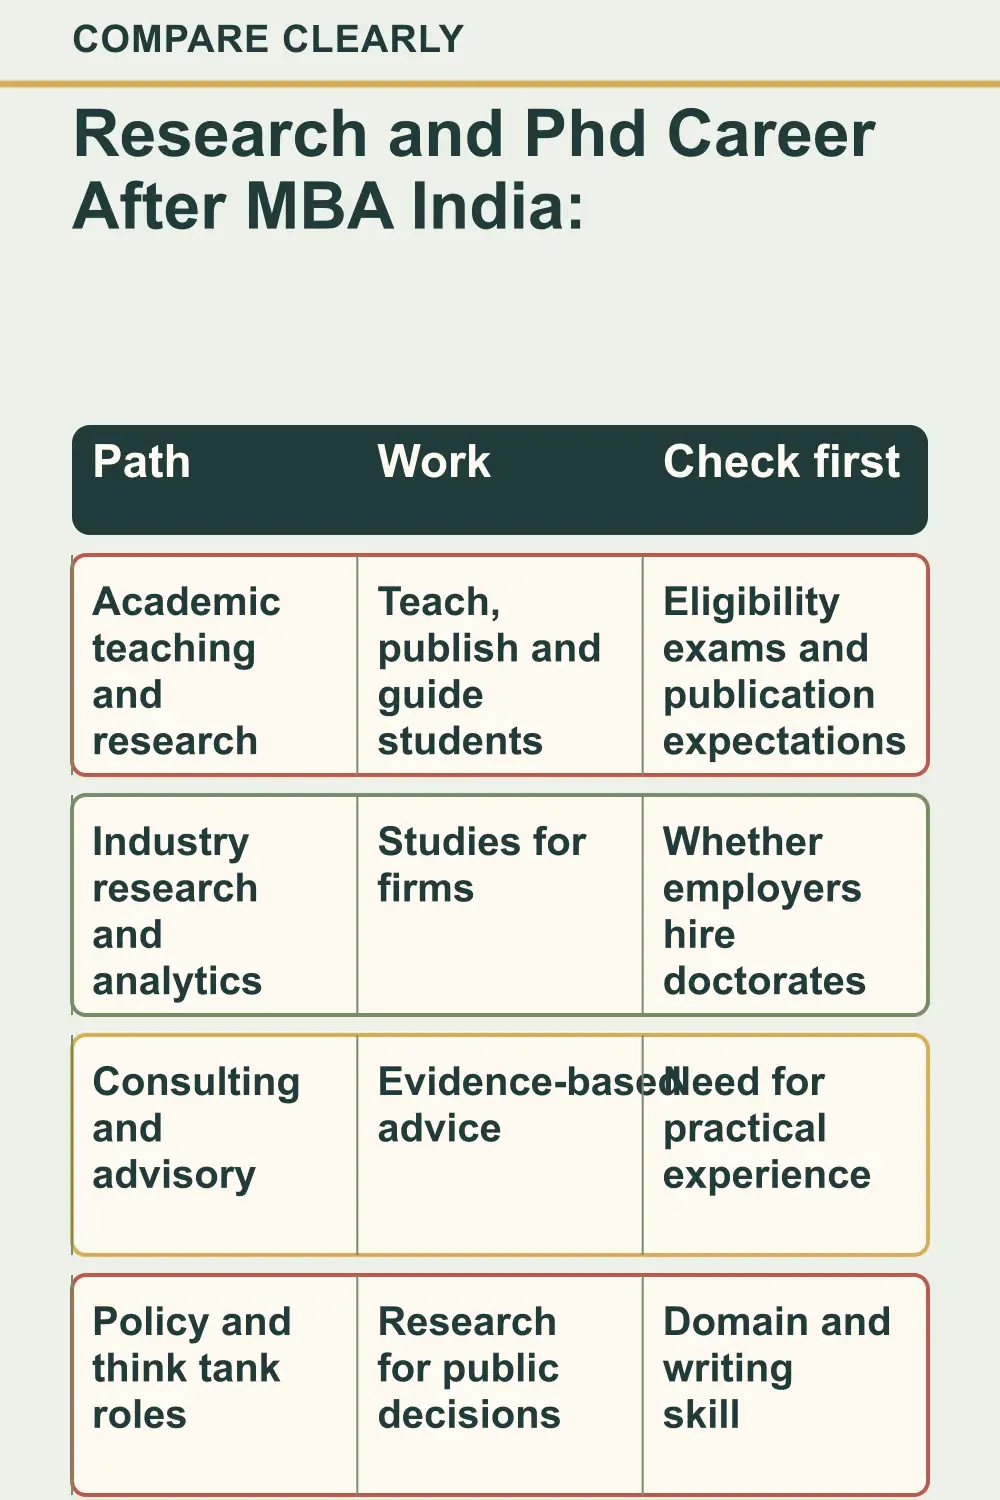 COMPARE CLEARLY
Research and Phd Career
After MBA India:
Path
Work
Check first
Academic
teaching
and
research
Teach,
publish and
guide
students
Eligibility
exams and
publication
expectations
Industry
research
and
analytics
Studies for
firms
Whether
employers
hire
doctorates
Consulting
and
advisory
Evidence-based
advice
Need for
practical
experience
Policy and
think tank
roles
Research
for public
decisions
Domain and
writing
skill